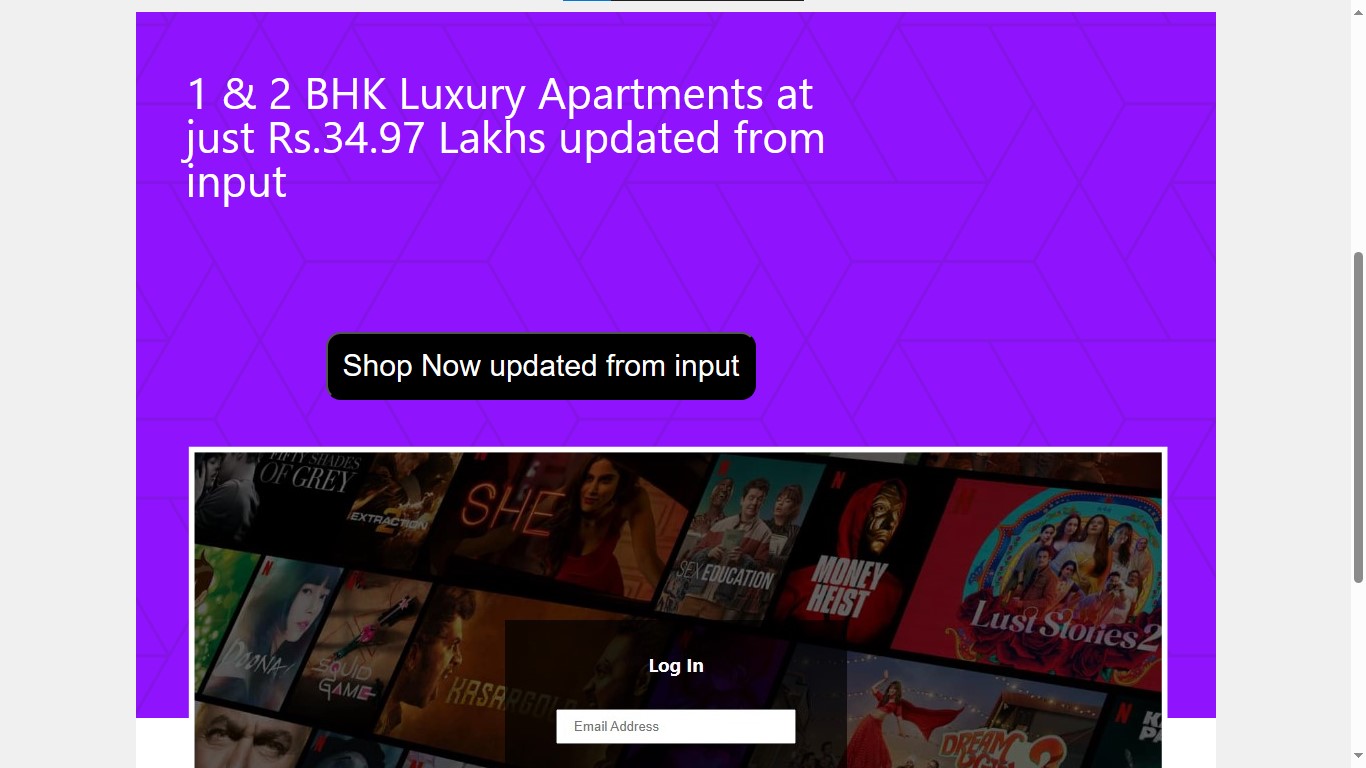 1 & 2 BHK Luxury Apartments at
just Rs.34.97 Lakhs updated from
input
Shop Now updated from input
FIFTY SHADES
OF GREY
EXTRACTION
2
SHE
SEX EDUCATION
MONEY
HEIST
Lust Stories 2
DOONA!
SQUID
GAME
KASARGOLD
Log In
Email Address
DREAM